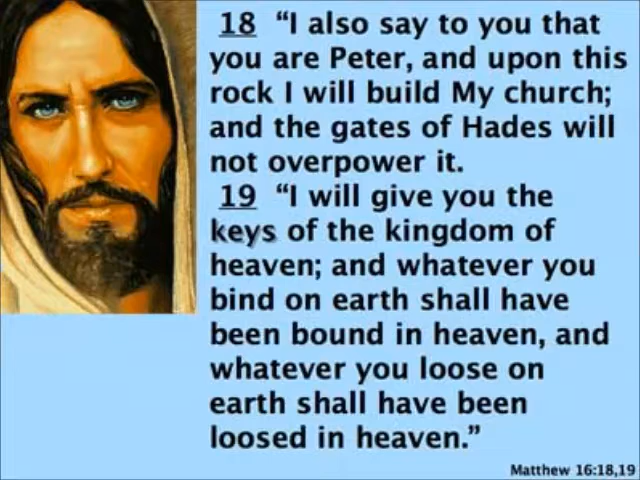 18 “I also say to you that
you are Peter, and upon this
rock I will build My church;
and the gates of Hades will
not overpower it.
19 “I will give you the
keys of the kingdom of
heaven; and whatever you
bind on earth shall have
been bound in heaven, and
whatever you loose on
earth shall have been
loosed in heaven.”
Matthew 16:18,19